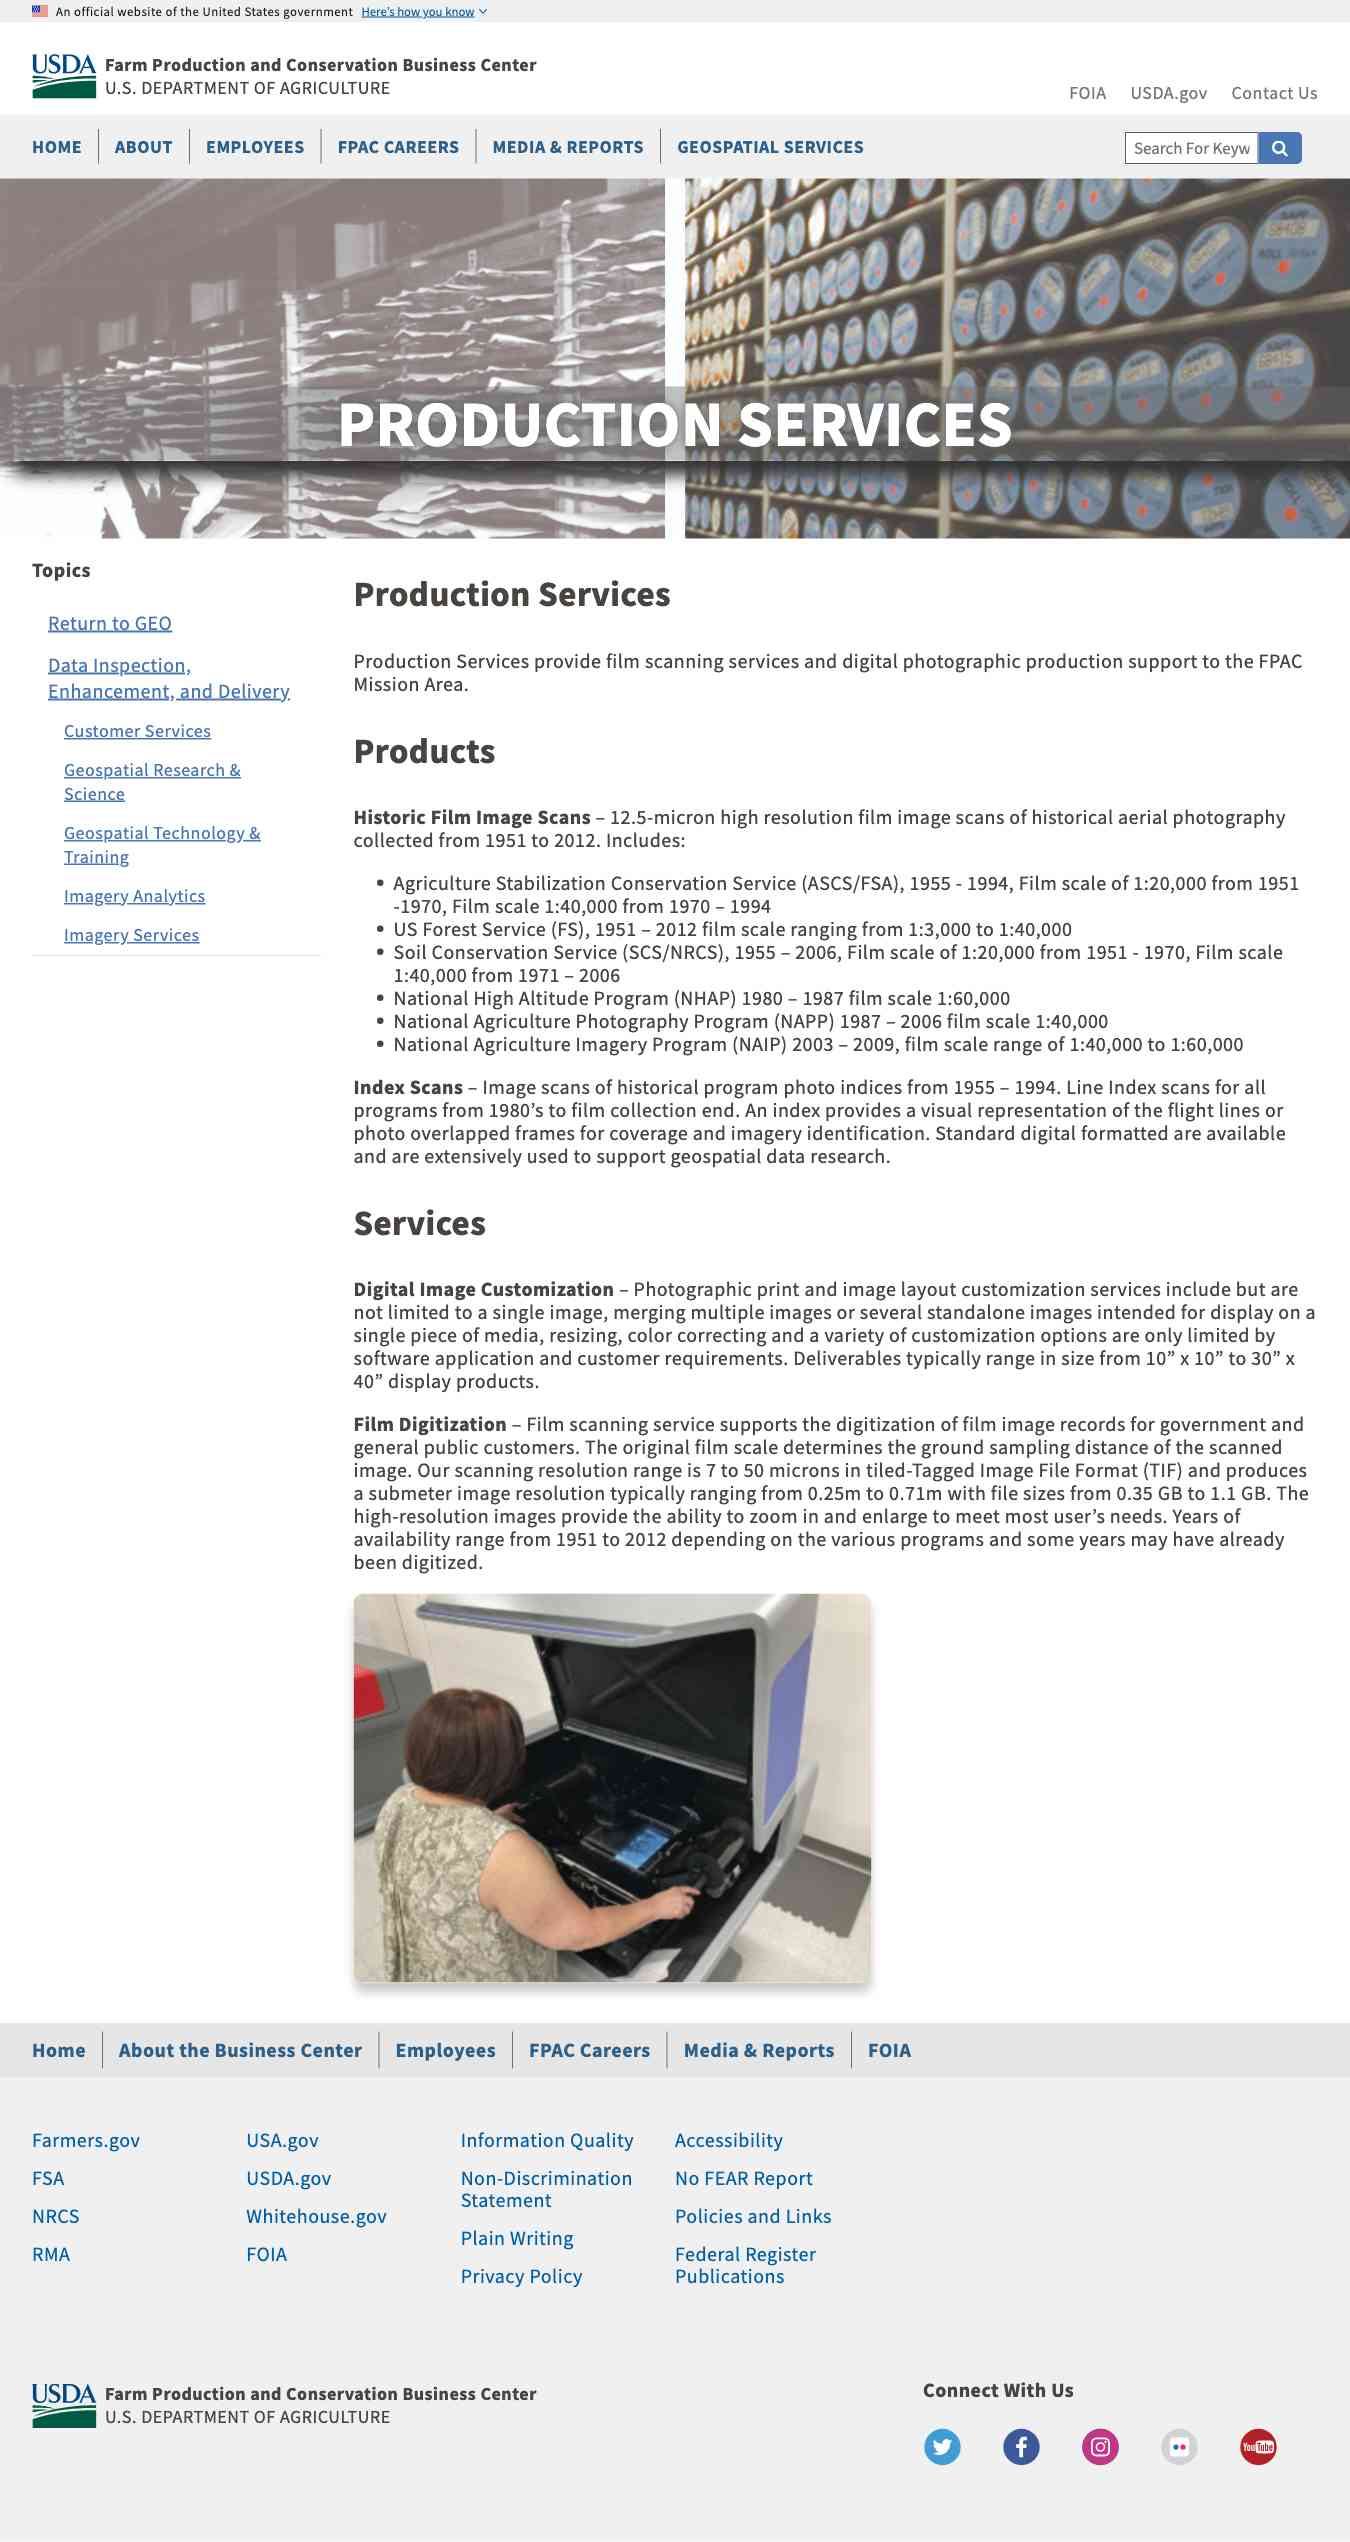 An official website of the United States government Here's how you know
USDA Farm Production and Conservation Business Center
U.S. DEPARTMENT OF AGRICULTURE
FOIA USDA.gov Contact Us
HOME ABOUT EMPLOYEES FPAC CAREERS MEDIA & REPORTS GEOSPATIAL SERVICES Search For Keyw
PRODUCTION SERVICES
Topics
Return to GEO
Data Inspection,
Enhancement, and Delivery
Customer Services
Geospatial Research &
Science
Geospatial Technology &
Training
Imagery Analytics
Imagery Services
Production Services
Production Services provide film scanning services and digital photographic production support to the FPAC
Mission Area.
Products
Historic Film Image Scans – 12.5-micron high resolution film image scans of historical aerial photography
collected from 1951 to 2012. Includes:
• Agriculture Stabilization Conservation Service (ASCS/FSA), 1955 - 1994, Film scale of 1:20,000 from 1951
-1970, Film scale 1:40,000 from 1970 – 1994
• US Forest Service (FS), 1951 – 2012 film scale ranging from 1:3,000 to 1:40,000
• Soil Conservation Service (SCS/NRCS), 1955 – 2006, Film scale of 1:20,000 from 1951 - 1970, Film scale
1:40,000 from 1971 – 2006
• National High Altitude Program (NHAP) 1980 – 1987 film scale 1:60,000
• National Agriculture Photography Program (NAPP) 1987 – 2006 film scale 1:40,000
• National Agriculture Imagery Program (NAIP) 2003 – 2009, film scale range of 1:40,000 to 1:60,000
Index Scans – Image scans of historical program photo indices from 1955 – 1994. Line Index scans for all
programs from 1980’s to film collection end. An index provides a visual representation of the flight lines or
photo overlapped frames for coverage and imagery identification. Standard digital formatted are available
and are extensively used to support geospatial data research.
Services
Digital Image Customization – Photographic print and image layout customization services include but are
not limited to a single image, merging multiple images or several standalone images intended for display on a
single piece of media, resizing, color correcting and a variety of customization options are only limited by
software application and customer requirements. Deliverables typically range in size from 10” x 10” to 30” x
40” display products.
Film Digitization – Film scanning service supports the digitization of film image records for government and
general public customers. The original film scale determines the ground sampling distance of the scanned
image. Our scanning resolution range is 7 to 50 microns in tiled-Tagged Image File Format (TIF) and produces
a submeter image resolution typically ranging from 0.25m to 0.71m with file sizes from 0.35 GB to 1.1 GB. The
high-resolution images provide the ability to zoom in and enlarge to meet most user’s needs. Years of
availability range from 1951 to 2012 depending on the various programs and some years may have already
been digitized.
Home About the Business Center Employees FPAC Careers Media & Reports FOIA
Farmers.gov
FSA
NRCS
RMA
USA.gov
USDA.gov
Whitehouse.gov
FOIA
Information Quality
Non-Discrimination
Statement
Plain Writing
Privacy Policy
Accessibility
No FEAR Report
Policies and Links
Federal Register
Publications
USDA Farm Production and Conservation Business Center
U.S. DEPARTMENT OF AGRICULTURE
Connect With Us
YouTube